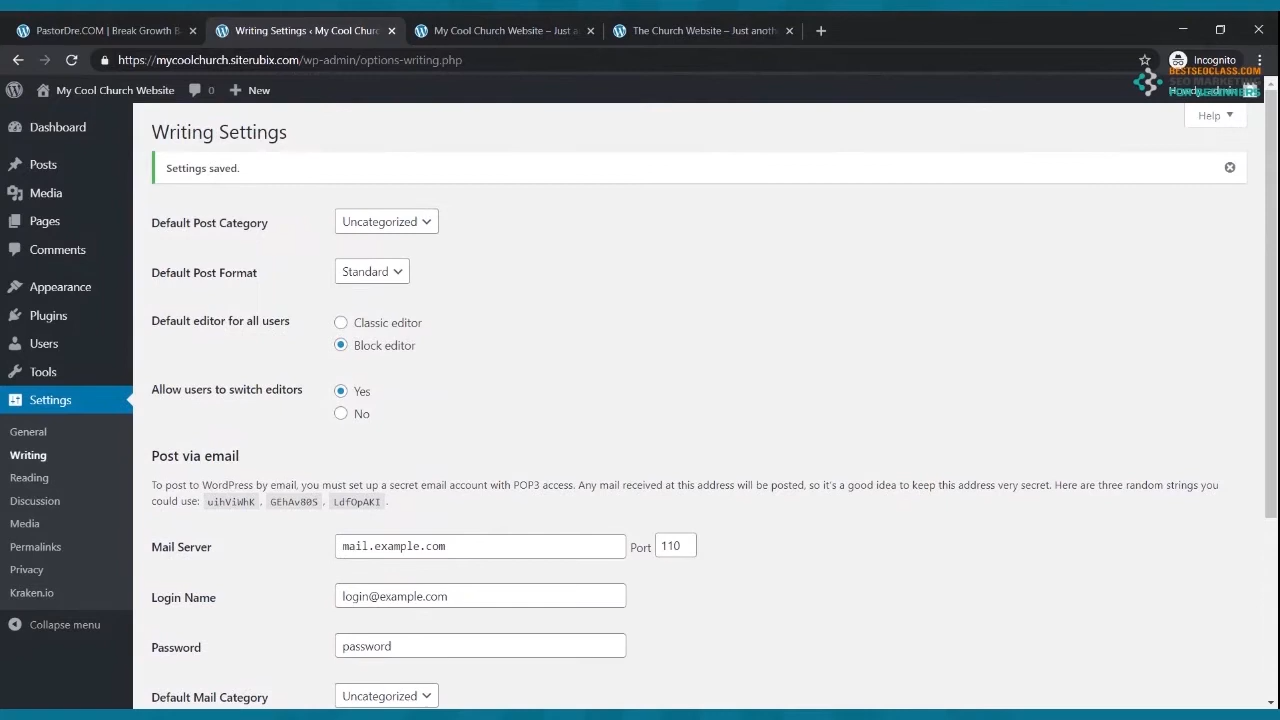 PastorDre.COM | Break Growth B
Writing Settings ‹ My Cool Churc
My Cool Church Website – Just a
The Church Website – Just anoth
https://mycoolchurch.siterubix.com/wp-admin/options-writing.php
Incognito
BESTSEOCLASS.COM
SEO MARKETING
FOR BEGINNERS
My Cool Church Website 0 New
Howdy, admin
Help
Dashboard
Posts
Media
Pages
Comments
Appearance
Plugins
Users
Tools
Settings
General
Writing
Reading
Discussion
Media
Permalinks
Privacy
Kraken.io
Collapse menu
Writing Settings
Settings saved.
Default Post Category Uncategorized
Default Post Format Standard
Default editor for all users Classic editor
Block editor
Allow users to switch editors Yes
No
Post via email
To post to WordPress by email, you must set up a secret email account with POP3 access. Any mail received at this address will be posted, so it's a good idea to keep this address very secret. Here are three random strings you
could use: uihViWhK, GEhAv80S, LdfOpAKI.
Mail Server mail.example.com Port 110
Login Name login@example.com
Password password
Default Mail Category Uncategorized